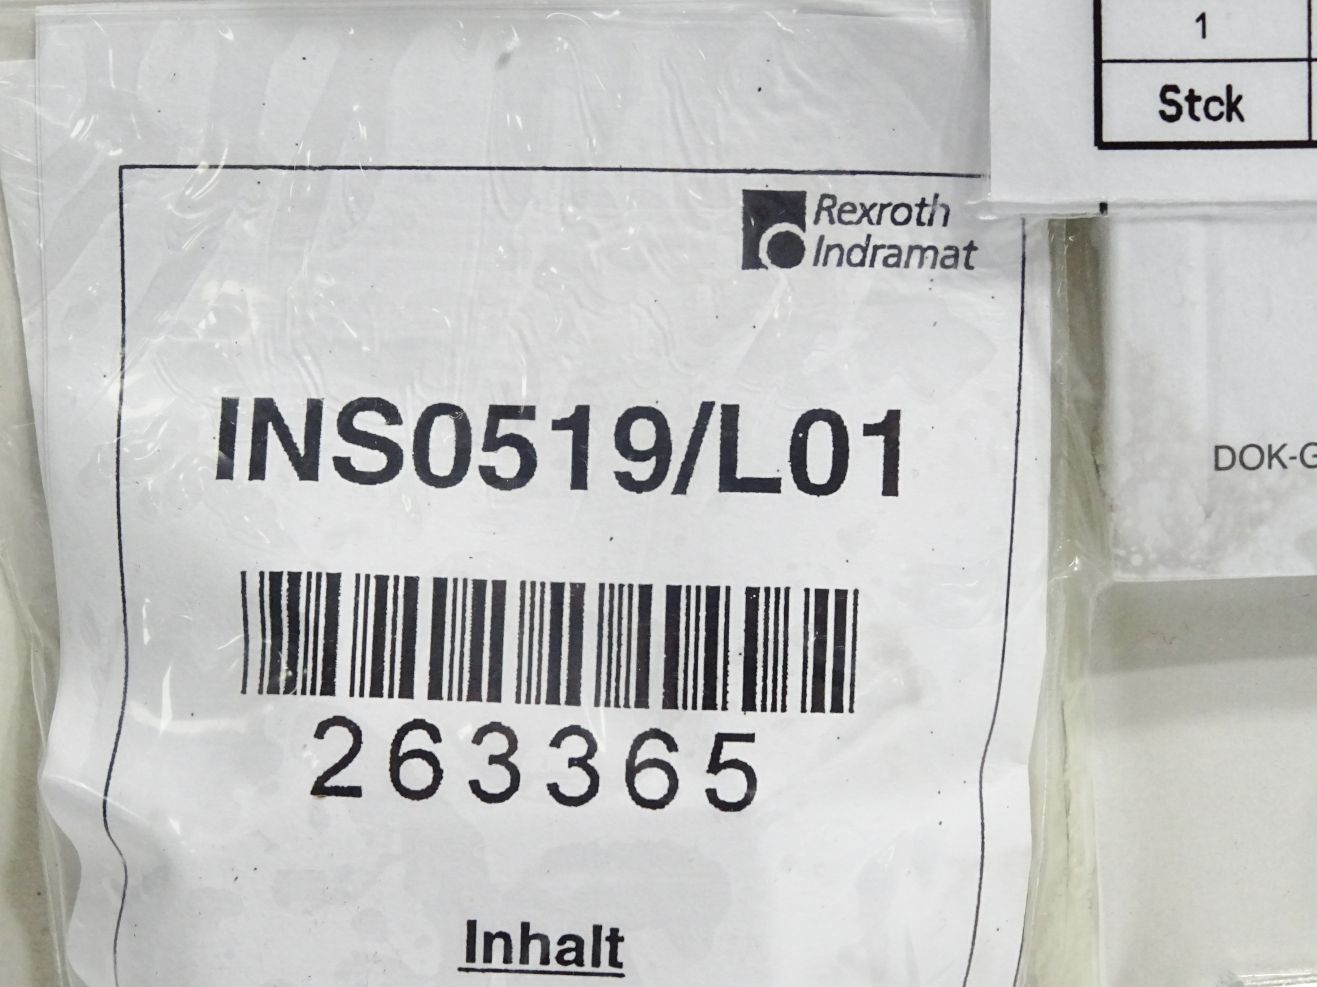 1
Stck
Rexroth
Indramat
INS0519/L01
DOK-G
263365
Inhalt